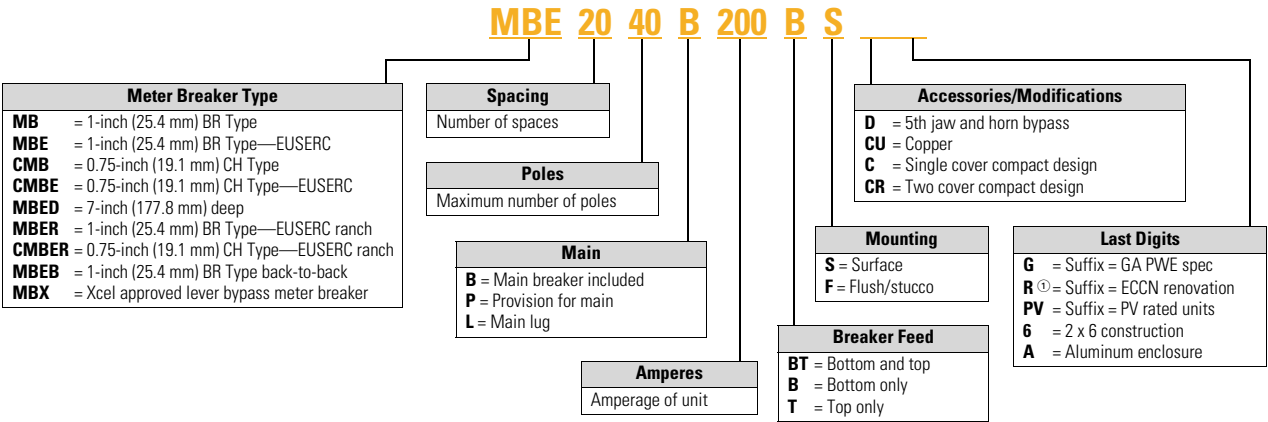 MBE 20 40 B 200 B S
Meter Breaker Type
MB = 1-inch (25.4 mm) BR Type
MBE = 1-inch (25.4 mm) BR Type—EUSERC
CMB = 0.75-inch (19.1 mm) CH Type
CMBE = 0.75-inch (19.1 mm) CH Type—EUSERC
MBED = 7-inch (177.8 mm) deep
MBER = 1-inch (25.4 mm) BR Type—EUSERC ranch
CMBER = 0.75-inch (19.1 mm) CH Type—EUSERC ranch
MBEB = 1-inch (25.4 mm) BR Type back-to-back
MBX = Xcel approved lever bypass meter breaker
Spacing
Number of spaces
Poles
Maximum number of poles
Main
B = Main breaker included
P = Provision for main
L = Main lug
Amperes
Amperage of unit
Accessories/Modifications
D = 5th jaw and horn bypass
CU = Copper
C = Single cover compact design
CR = Two cover compact design
Mounting
S = Surface
F = Flush/stucco
Breaker Feed
BT = Bottom and top
B = Bottom only
T = Top only
Last Digits
G = Suffix = GA PWE spec
R ① = Suffix = ECCN renovation
PV = Suffix = PV rated units
6 = 2 x 6 construction
A = Aluminum enclosure